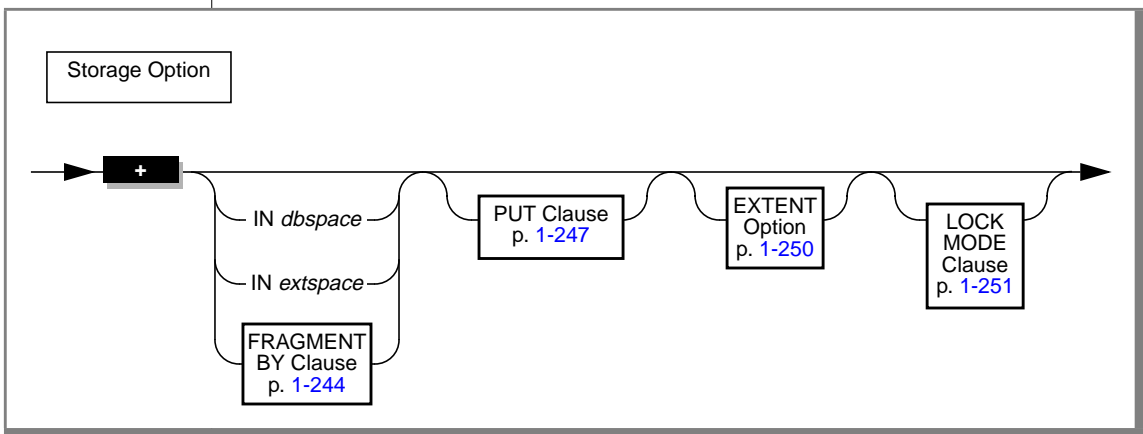 Storage Option
+
IN dbspace
IN extspace
FRAGMENT
BY Clause
p. 1-244
PUT Clause
p. 1-247
EXTENT
Option
p. 1-250
LOCK
MODE
Clause
p. 1-251